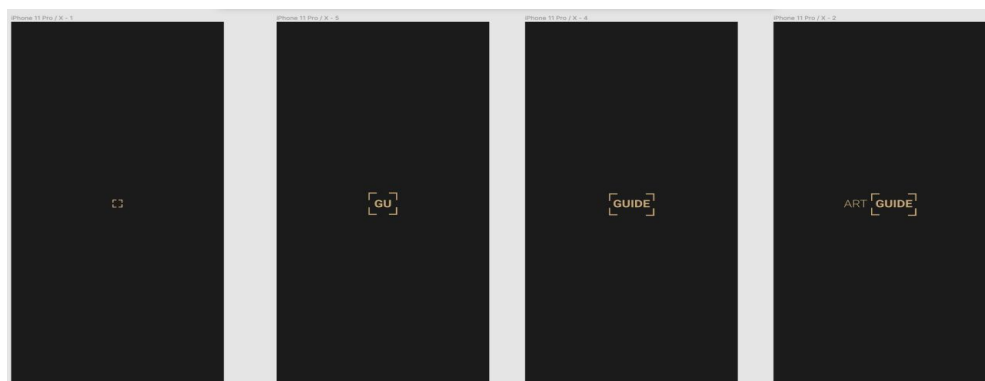 iPhone 11 Pro / X – 1
iPhone 11 Pro / X – 5
iPhone 11 Pro / X – 4
iPhone 11 Pro / X – 2
GU
GUIDE
ART GUIDE